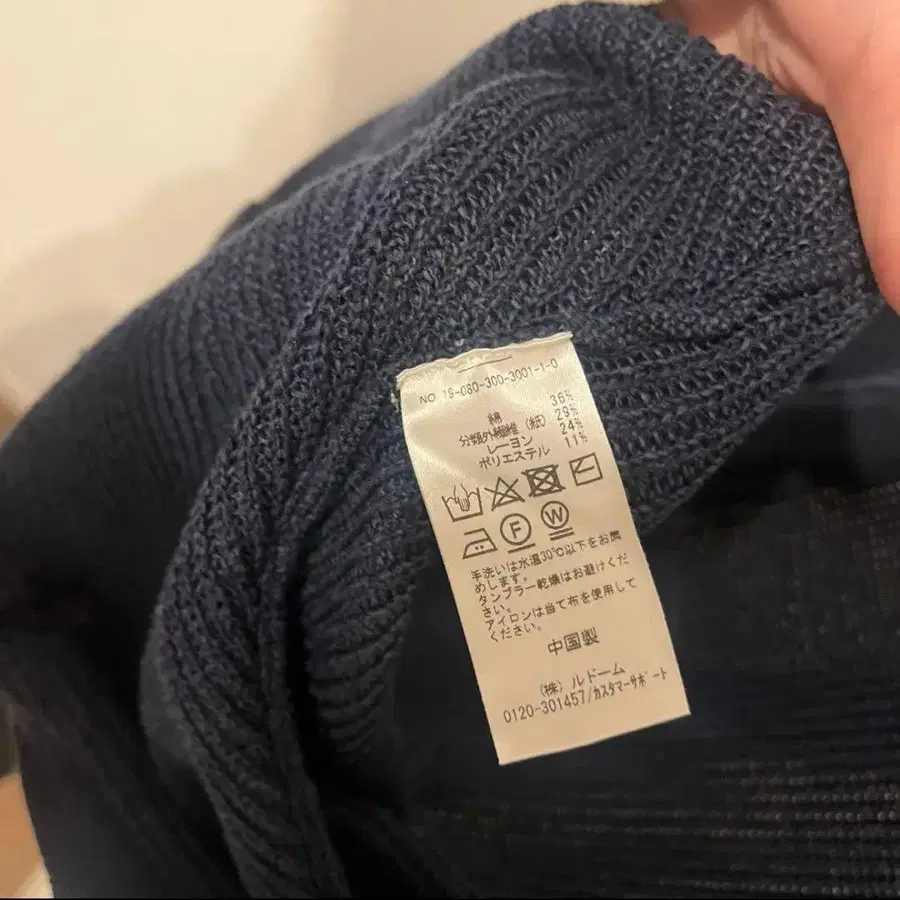 NO 19-080-300-3001-1-0
綿 36%
分類外繊維(紙) 29%
レーヨン 24%
ポリエステル 11%
F W
手洗いは水温30℃以下をお薦
めします。
タンブラー乾燥はお避けくだ
さい。
アイロンは当て布を使用して
ください。
中国製
(株)ルドーム
0120-301457/カスタマーサポート